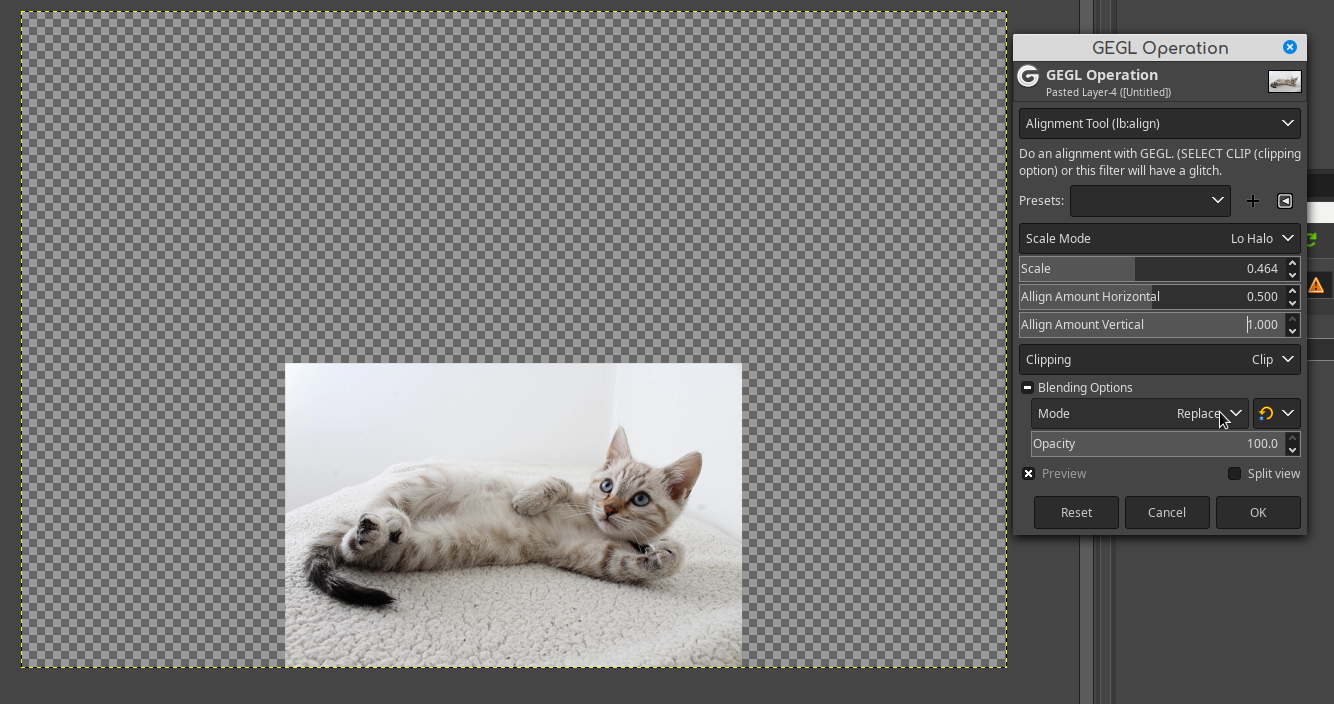 GEGL Operation
GEGL Operation
Pasted Layer-4 ([Untitled])
Alignment Tool (lb:align)
Do an alignment with GEGL. (SELECT CLIP (clipping
option) or this filter will have a glitch.
Presets:
Scale Mode Lo Halo
Scale 0.464
Allign Amount Horizontal 0.500
Allign Amount Vertical 1.000
Clipping Clip
Blending Options
Mode Replace
Opacity 100.0
Preview Split view
Reset Cancel OK